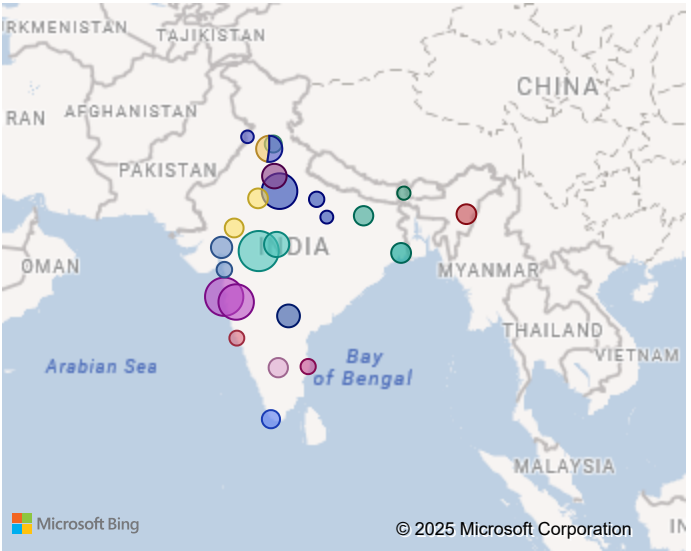 RKMENISTAN
TAJIKISTAN
CHINA
RAN
AFGHANISTAN
PAKISTAN
OMAN
INDIA
MYANMAR
THAILAND
VIETNAM
Arabian Sea
Bay
of Bengal
MALAYSIA
IN
Microsoft Bing
© 2025 Microsoft Corporation